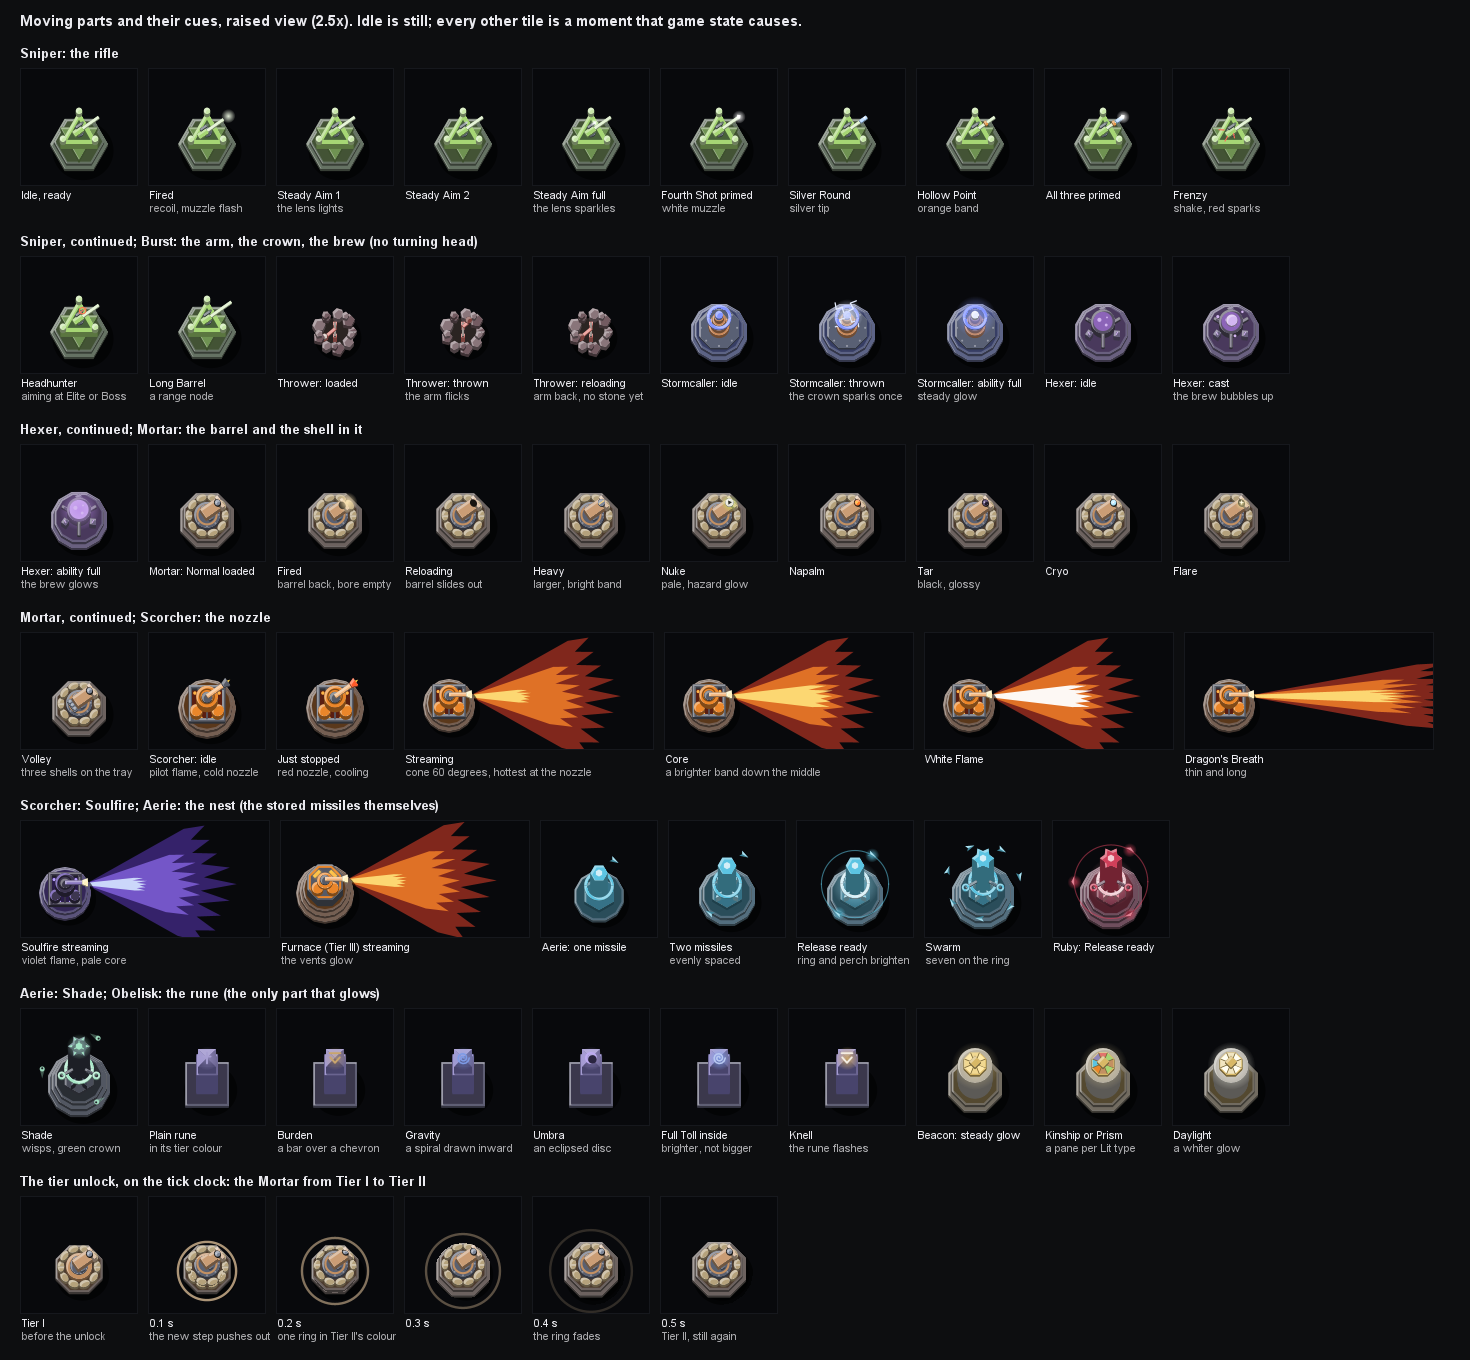 Moving parts and their cues, raised view (2.5x). Idle is still; every other tile is a moment that game state causes.
Sniper: the rifle
Idle, ready
Fired
recoil, muzzle flash
Steady Aim 1
the lens lights
Steady Aim 2
Steady Aim full
the lens sparkles
Fourth Shot primed
white muzzle
Silver Round
silver tip
Hollow Point
orange band
All three primed
Frenzy
shake, red sparks
Sniper, continued; Burst: the arm, the crown, the brew (no turning head)
Headhunter
aiming at Elite or Boss
Long Barrel
a range node
Thrower: loaded
Thrower: thrown
the arm flicks
Thrower: reloading
arm back, no stone yet
Stormcaller: idle
Stormcaller: thrown
the crown sparks once
Stormcaller: ability full
steady glow
Hexer: idle
Hexer: cast
the brew bubbles up
Hexer, continued; Mortar: the barrel and the shell in it
Hexer: ability full
the brew glows
Mortar: Normal loaded
Fired
barrel back, bore empty
Reloading
barrel slides out
Heavy
larger, bright band
Nuke
pale, hazard glow
Napalm
Tar
black, glossy
Cryo
Flare
Mortar, continued; Scorcher: the nozzle
Volley
three shells on the tray
Scorcher: idle
pilot flame, cold nozzle
Just stopped
red nozzle, cooling
Streaming
cone 60 degrees, hottest at the nozzle
Core
a brighter band down the middle
White Flame
Dragon's Breath
thin and long
Scorcher: Soulfire; Aerie: the nest (the stored missiles themselves)
Soulfire streaming
violet flame, pale core
Furnace (Tier III) streaming
the vents glow
Aerie: one missile
Two missiles
evenly spaced
Release ready
ring and perch brighten
Swarm
seven on the ring
Ruby: Release ready
Aerie: Shade; Obelisk: the rune (the only part that glows)
Shade
wisps, green crown
Plain rune
in its tier colour
Burden
a bar over a chevron
Gravity
a spiral drawn inward
Umbra
an eclipsed disc
Full Toll inside
brighter, not bigger
Knell
the rune flashes
Beacon: steady glow
Kinship or Prism
a pane per Lit type
Daylight
a whiter glow
The tier unlock, on the tick clock: the Mortar from Tier I to Tier II
Tier I
before the unlock
0.1 s
the new step pushes out
0.2 s
one ring in Tier II's colour
0.3 s
0.4 s
the ring fades
0.5 s
Tier II, still again